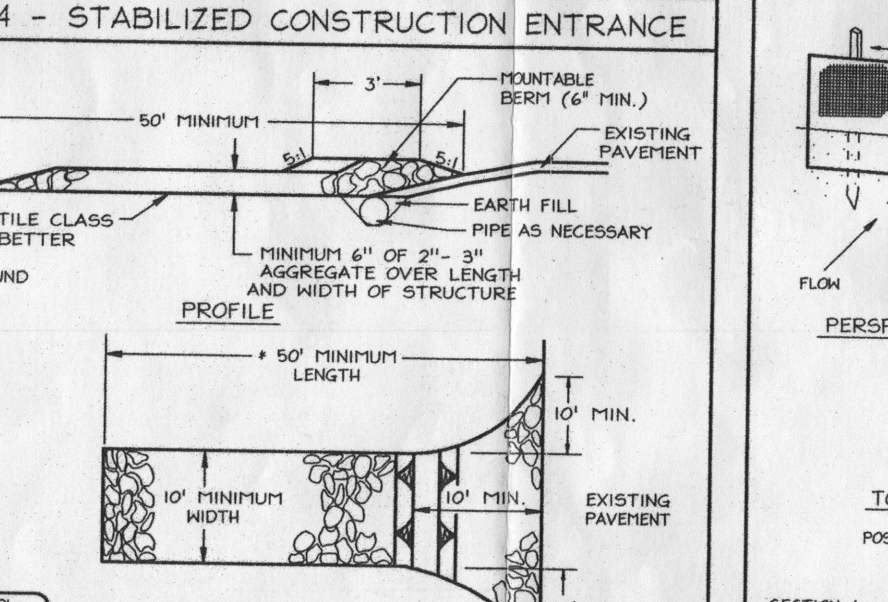 4 - STABILIZED CONSTRUCTION ENTRANCE
3'
MOUNTABLE
BERM (6" MIN.)
50' MINIMUM
5:1
5:1
EXISTING
PAVEMENT
TILE CLASS
BETTER
EARTH FILL
PIPE AS NECESSARY
UND
MINIMUM 6" OF 2"- 3"
AGGREGATE OVER LENGTH
AND WIDTH OF STRUCTURE
PROFILE
* 50' MINIMUM
LENGTH
10' MIN.
10' MINIMUM
WIDTH
10' MIN.
EXISTING
PAVEMENT
FLOW
PERSP
TO
POS